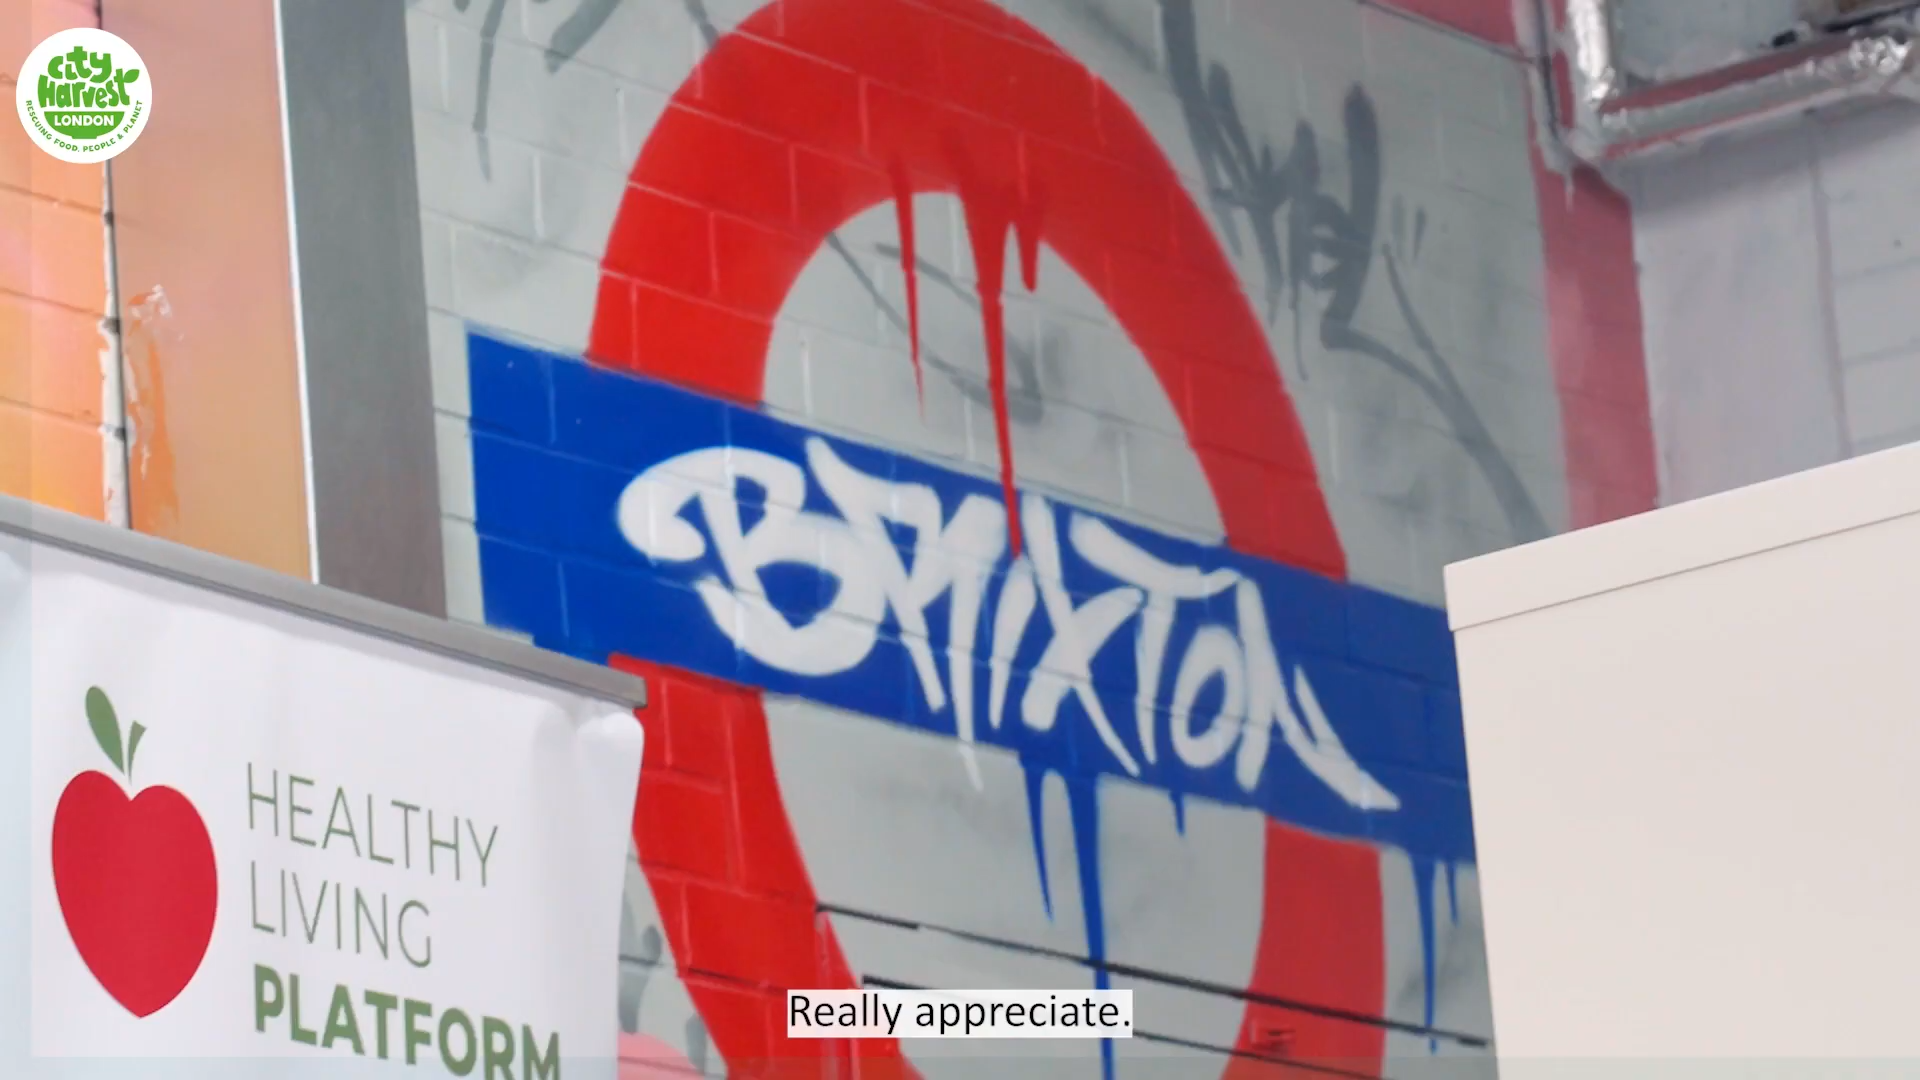 City
Harvest
LONDON
RESCUING FOOD, PEOPLE & PLANET
BRIXTON
HEALTHY
LIVING
PLATFORM
Really appreciate.